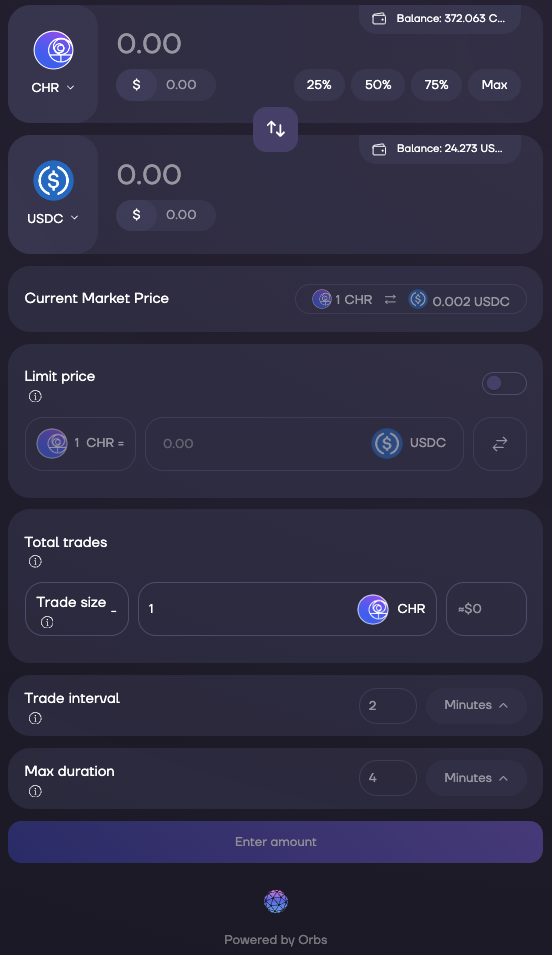 Balance: 372.063 C...
0.00
CHR
$ 0.00 25% 50% 75% Max
Balance: 24.273 US...
0.00
USDC
$ 0.00
Current Market Price 1 CHR 0.002 USDC
Limit price
1 CHR = 0.00 USDC
Total trades
Trade size - 1 CHR ≈$0
Trade interval 2 Minutes
Max duration 4 Minutes
Enter amount
Powered by Orbs